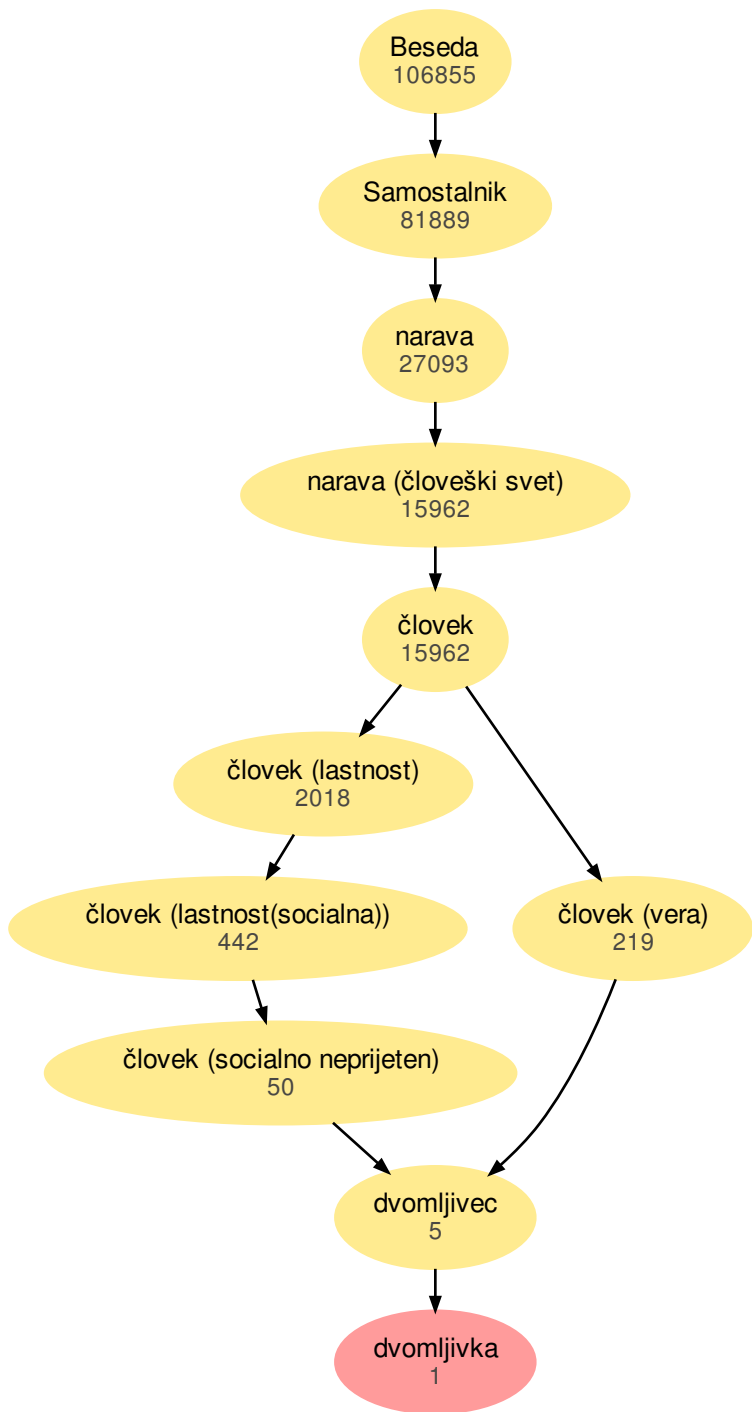 Beseda
106855
Samostalnik
81889
narava
27093
narava (človeški svet)
15962
človek
15962
človek (lastnost)
2018
človek (lastnost(socialna))
442
človek (vera)
219
človek (socialno neprijeten)
50
dvomljivec
5
dvomljivka
1